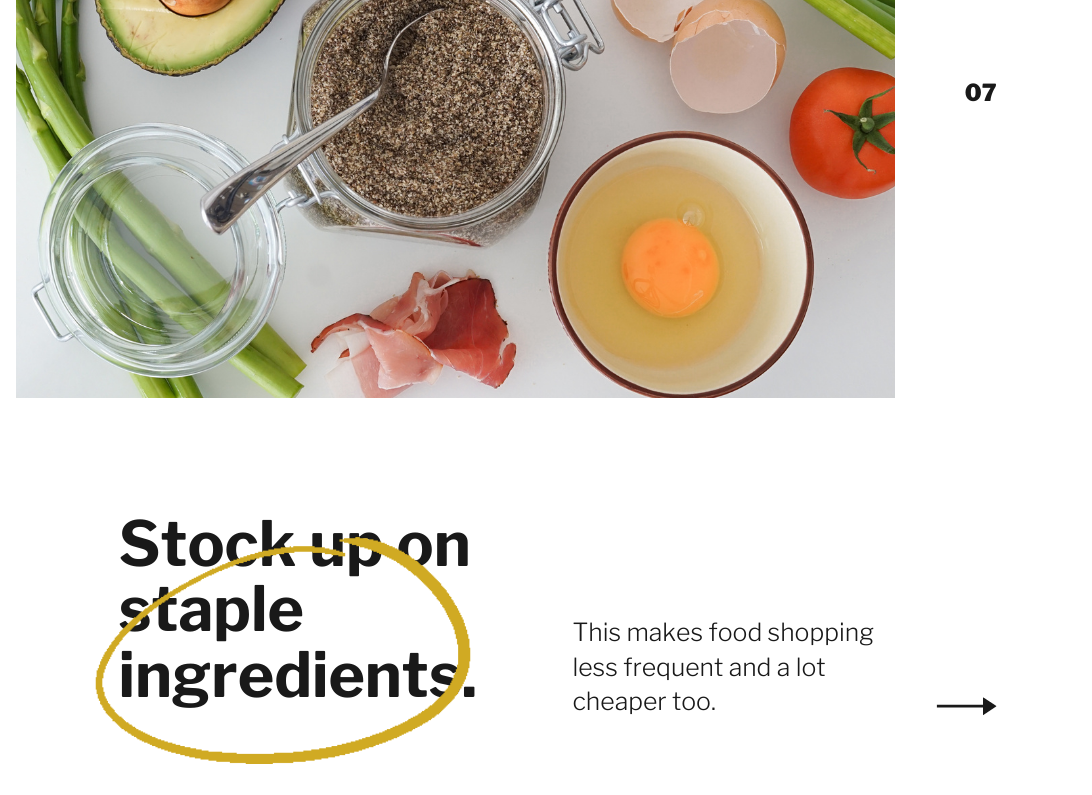 07
Stock up on
staple
ingredients.
This makes food shopping
less frequent and a lot
cheaper too.